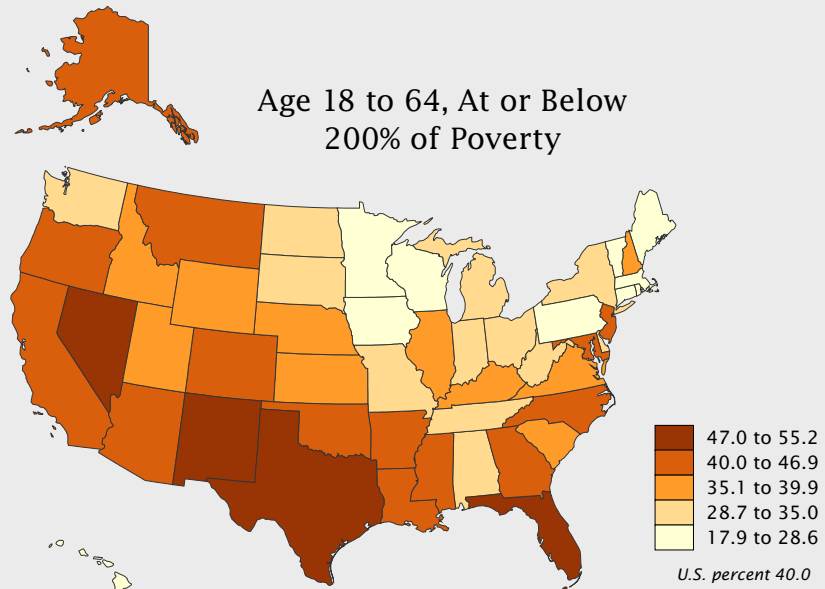 Age 18 to 64, At or Below
200% of Poverty
47.0 to 55.2
40.0 to 46.9
35.1 to 39.9
28.7 to 35.0
17.9 to 28.6
U.S. percent 40.0